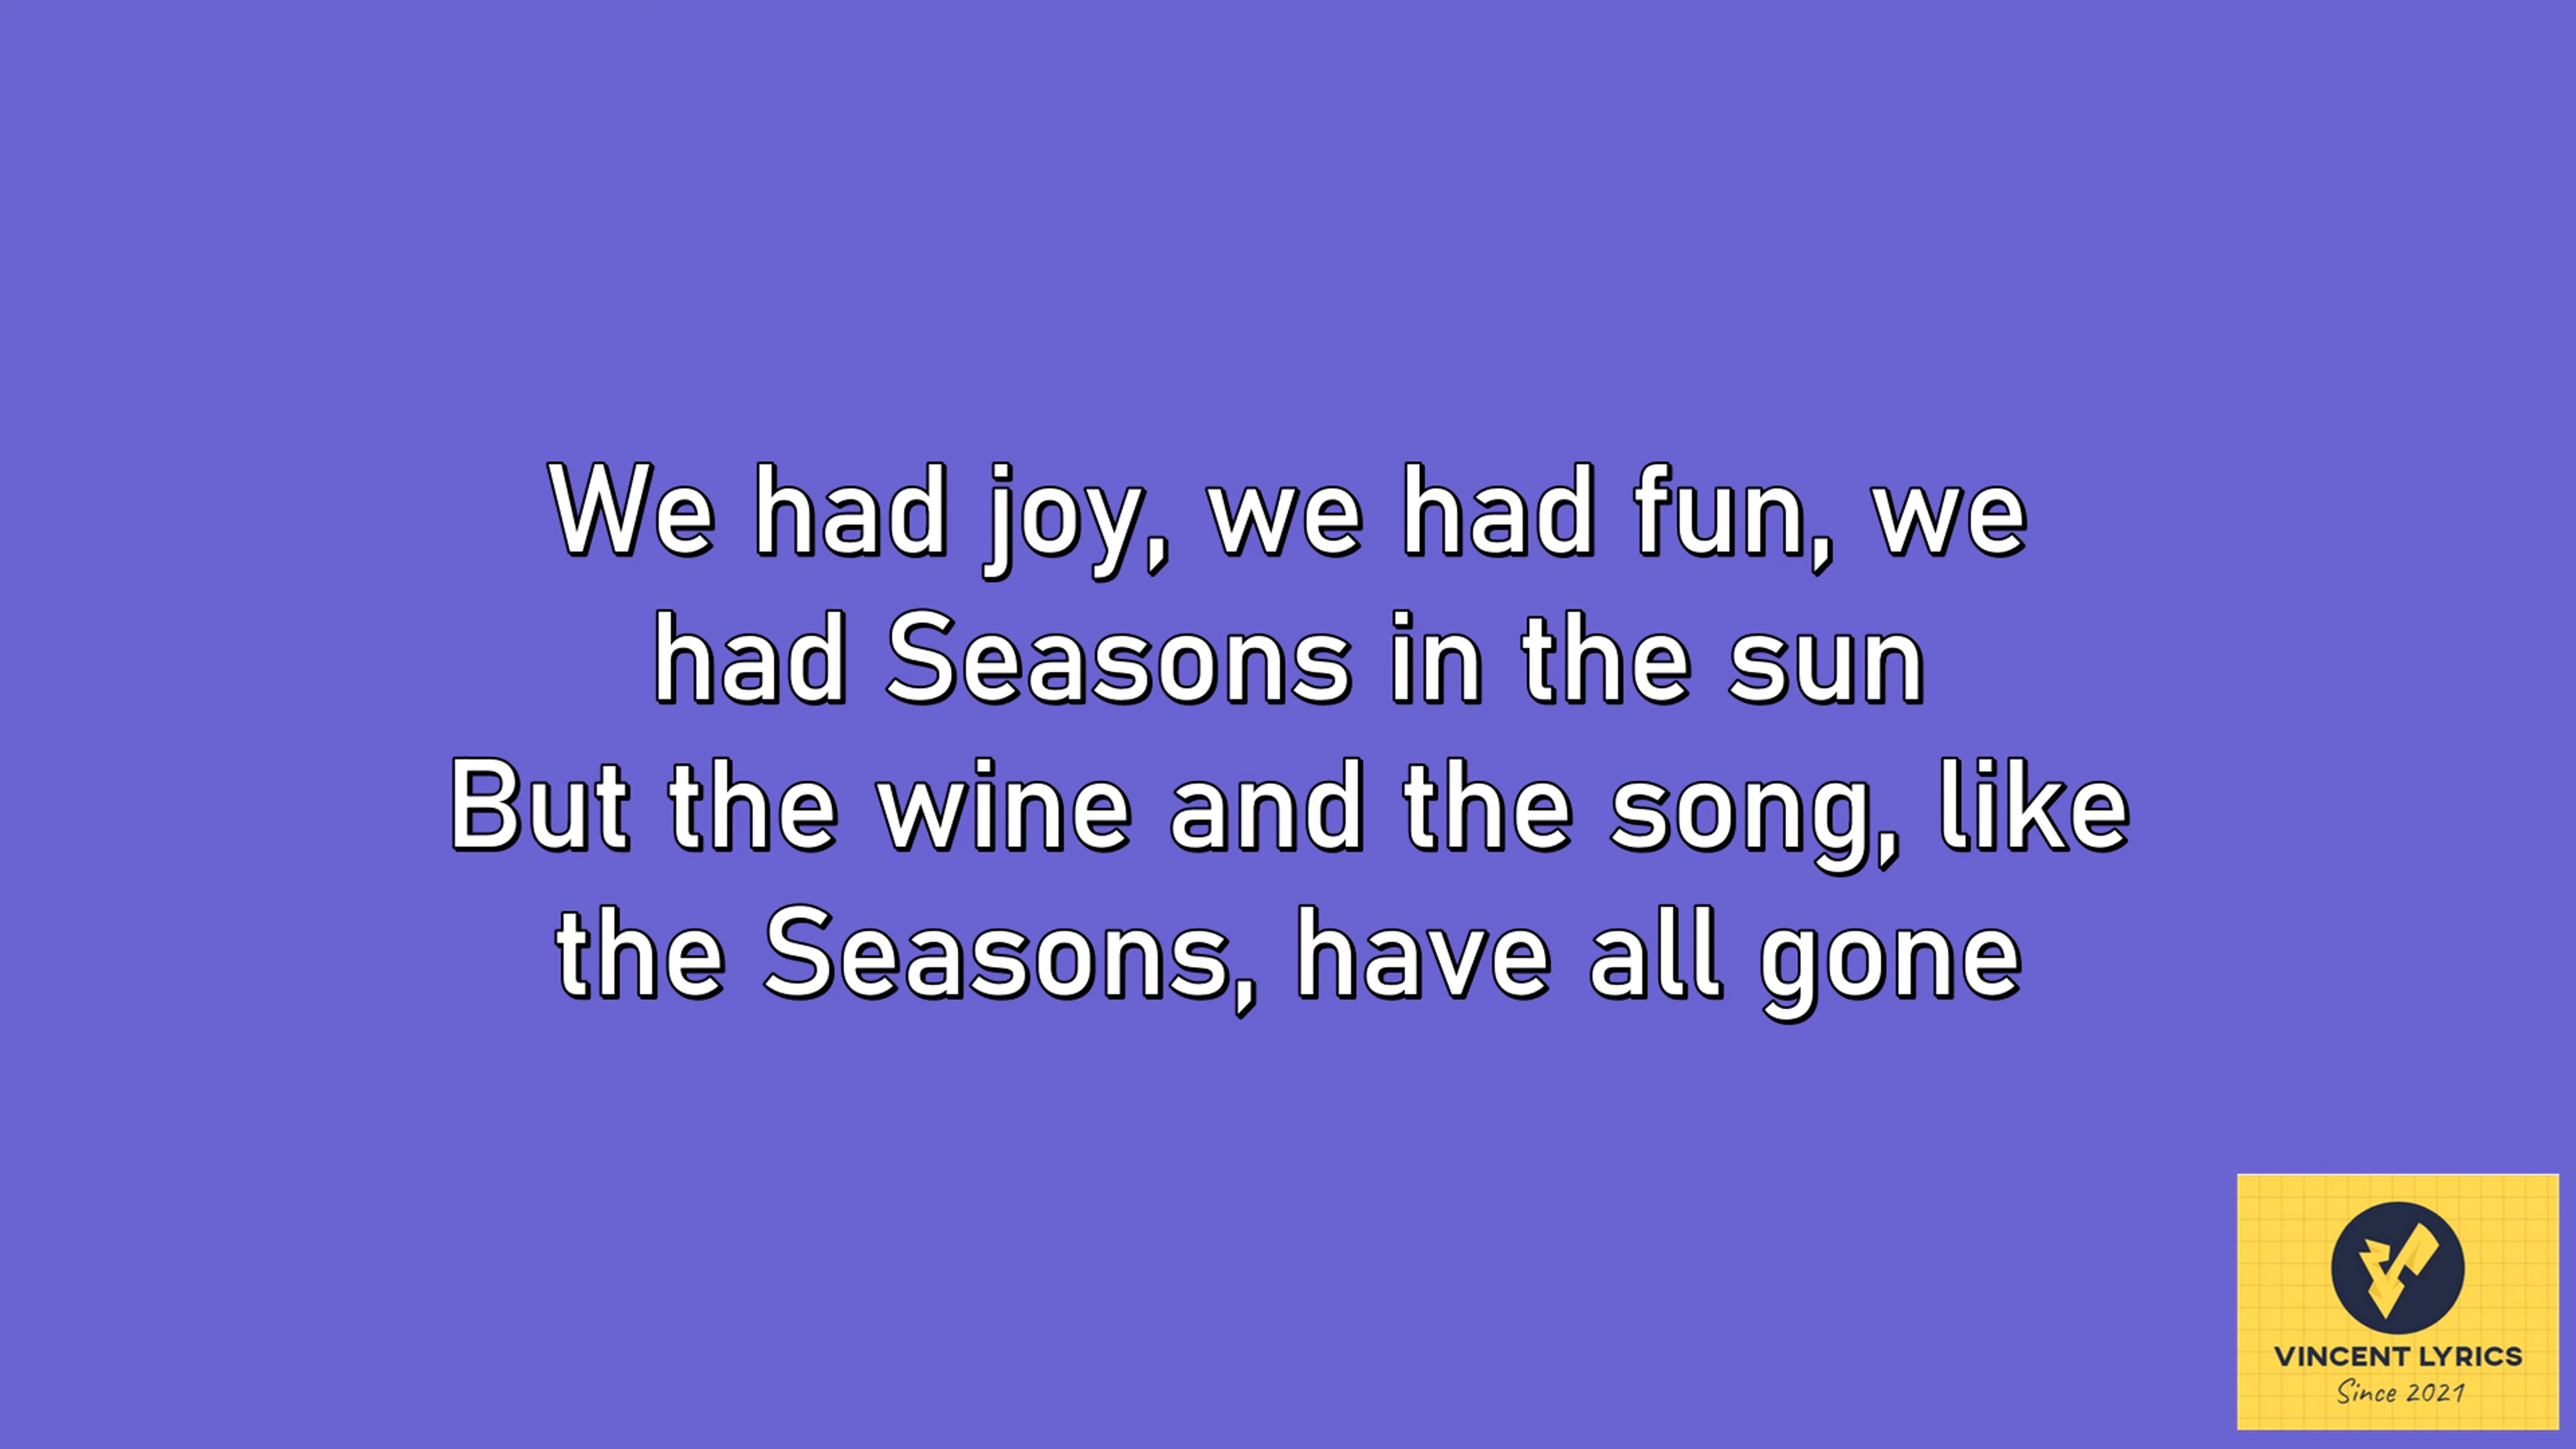 We had joy, we had fun, we
had Seasons in the sun
But the wine and the song, like
the Seasons, have all gone
VINCENT LYRICS
Since 2021